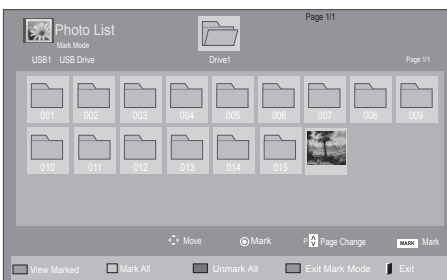 Page 1/1
Photo List
Mark Mode
USB1 USB Drive Drive1 Page 1/1
001 002 003 004 005 006 007 008 009
010 011 012 013 014 015
Move Mark P Page Change MARK Mark
View Marked Mark All Unmark All Exit Mark Mode Exit